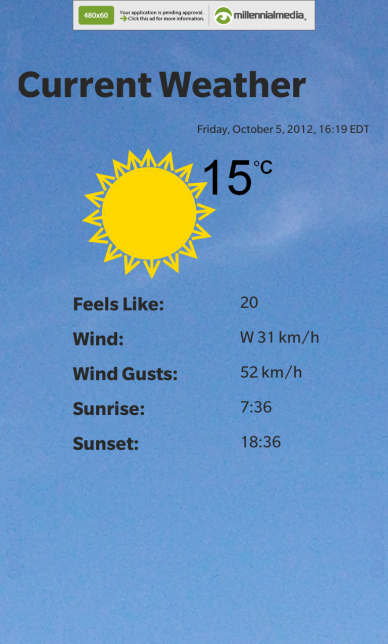 480x60
Your application is pending approval.
Click this ad for more information.
millennialmedia.
Current Weather
Friday, October 5, 2012, 16:19 EDT
15°C
Feels Like: 20
Wind: W 31 km/h
Wind Gusts: 52 km/h
Sunrise: 7:36
Sunset: 18:36